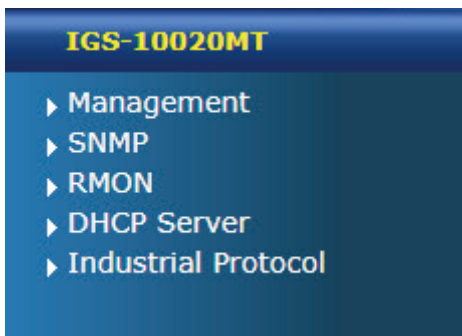 IGS-10020MT
Management
SNMP
RMON
DHCP Server
Industrial Protocol